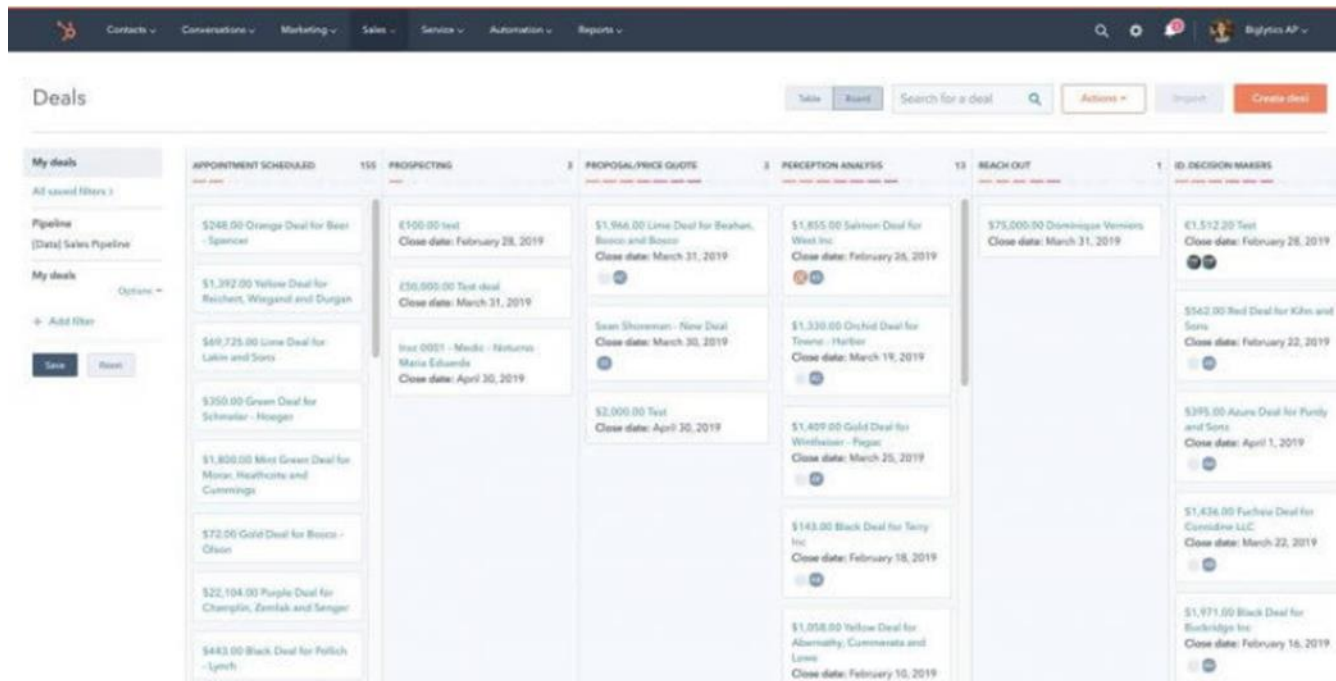 Contacts
Conversations
Marketing
Sales
Service
Automation
Reports
Biglytics AP
Deals
Table
Board
Search for a deal
Actions
Import
Create deal
My deals
All saved filters
Pipeline
[Data] Sales Pipeline
My deals
Options
+ Add filter
Save
Reset
APPOINTMENT SCHEDULED 155
$248.00 Orange Deal for Beer
- Spencer
$1,392.00 Yellow Deal for
Reichert, Wiegand and Durgan
$69,725.00 Lime Deal for
Lakin and Sons
$350.00 Green Deal for
Schmeler - Hoeger
$1,800.00 Mint Green Deal for
Morar, Heathcote and
Cummings
$72.00 Gold Deal for Bosco -
Olson
$22,104.00 Purple Deal for
Champlin, Zemlak and Senger
$443.00 Black Deal for Pollich
- Lynch
PROSPECTING 3
£100.00 test
Close date: February 28, 2019
£50,000.00 Test deal
Close date: March 31, 2019
0001 - Medic - Noturno
Maria Eduarda
Close date: April 30, 2019
PROPOSAL/PRICE QUOTE 3
$1,966.00 Lime Deal for Beahan,
Bosco and Bosco
Close date: March 31, 2019
Sean Shoreman - New Deal
Close date: March 30, 2019
$2,000.00 Test
Close date: April 30, 2019
PERCEPTION ANALYSIS 13
$1,855.00 Salmon Deal for
West Inc
Close date: February 26, 2019
$1,330.00 Orchid Deal for
Towne - Harber
Close date: March 19, 2019
$1,409.00 Gold Deal for
Wintheiser - Pagac
Close date: March 25, 2019
$143.00 Black Deal for Terry
Inc
Close date: February 18, 2019
$1,058.00 Yellow Deal for
Abernathy, Cummerata and
Lowe
Close date: February 10, 2019
REACH OUT 1
$75,000.00 Dominique Vermiers
Close date: March 31, 2019
ID. DECISION MAKERS
€1,512.20 Test
Close date: February 28, 2019
$562.00 Red Deal for Kihn and
Sons
Close date: February 22, 2019
$395.00 Azure Deal for Purdy
and Sons
Close date: April 1, 2019
$1,436.00 Fuchsia Deal for
Considine LLC
Close date: March 22, 2019
$1,971.00 Black Deal for
Buckridge Inc
Close date: February 16, 2019